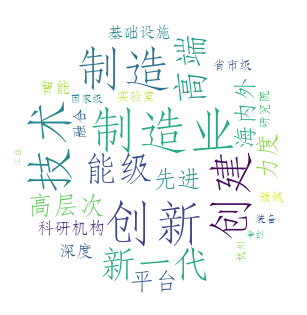 基础设施
制造
高端
省市级
智能
国家级
实验室
海内外
研究院
融合
技术
制造业
力度
能级
先进
创建
高层次
创新
领域
科研机构
装备
深度
新一代
平台
杭州
工业